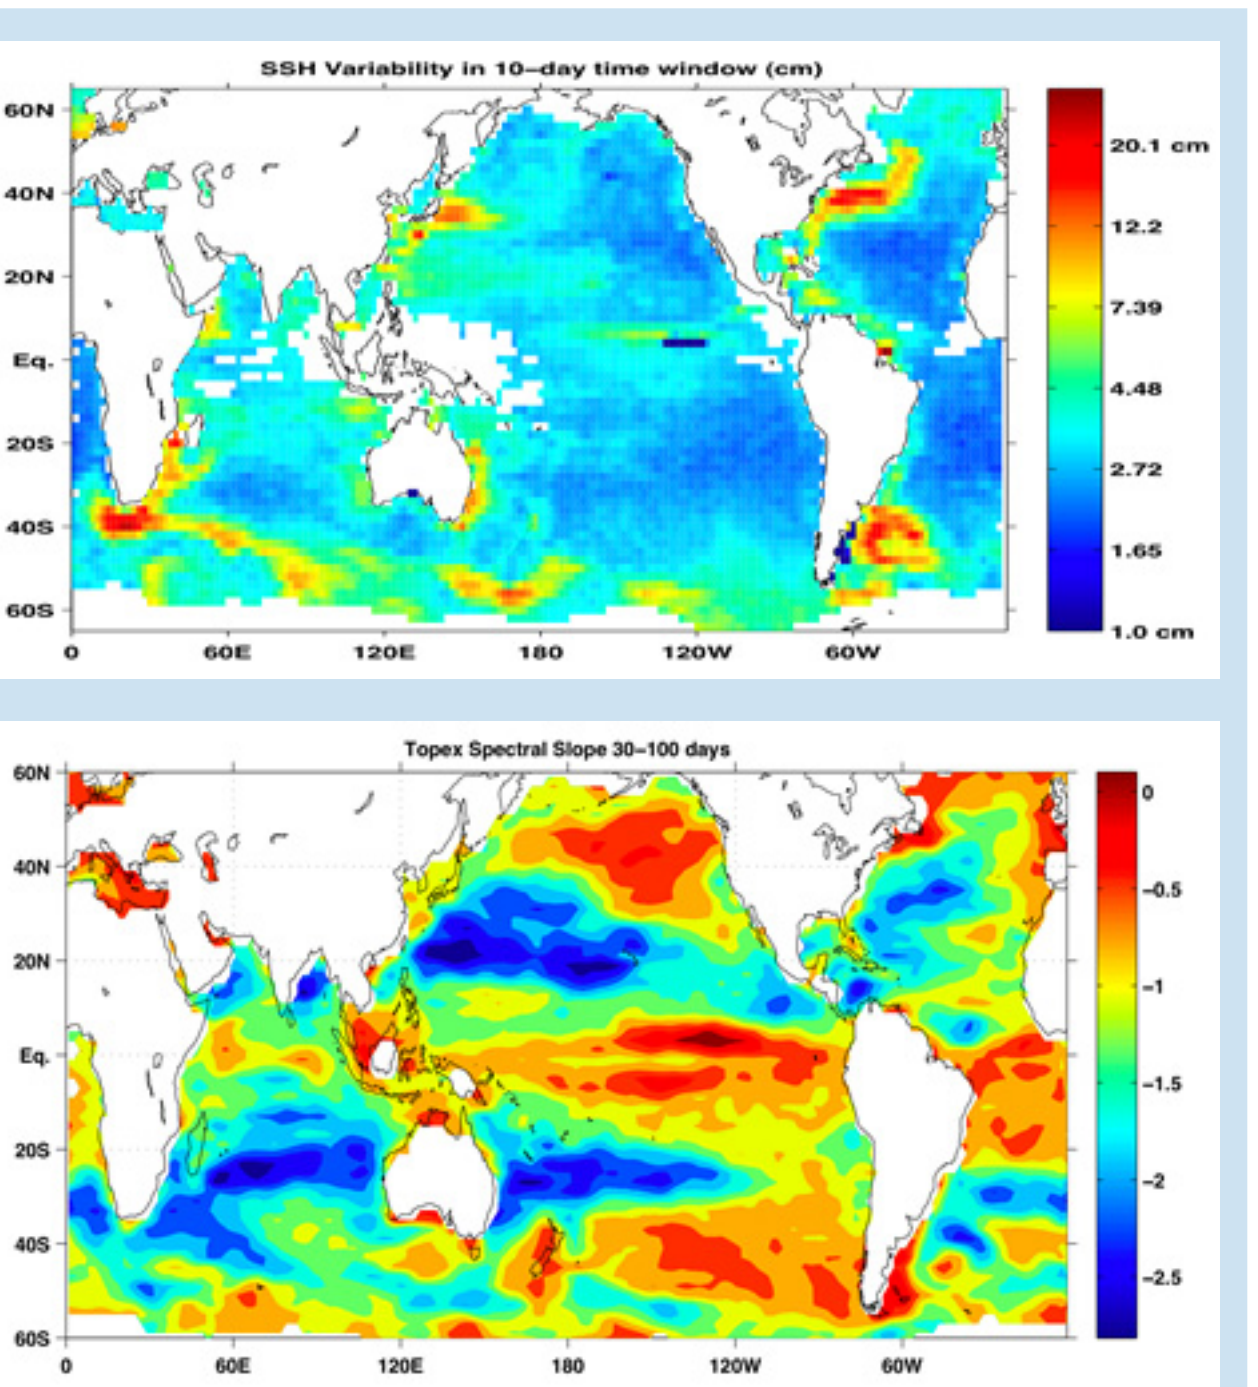 SSH Variability in 10-day time window (cm)
60N
40N
20N
Eq.
20S
40S
60S
0 60E 120E 180 120W 60W
20.1 cm
12.2
7.39
4.48
2.72
1.65
1.0 cm
Topex Spectral Slope 30-100 days
60N
40N
20N
Eq.
20S
40S
60S
0 60E 120E 180 120W 60W
0
-0.5
-1
-1.5
-2
-2.5